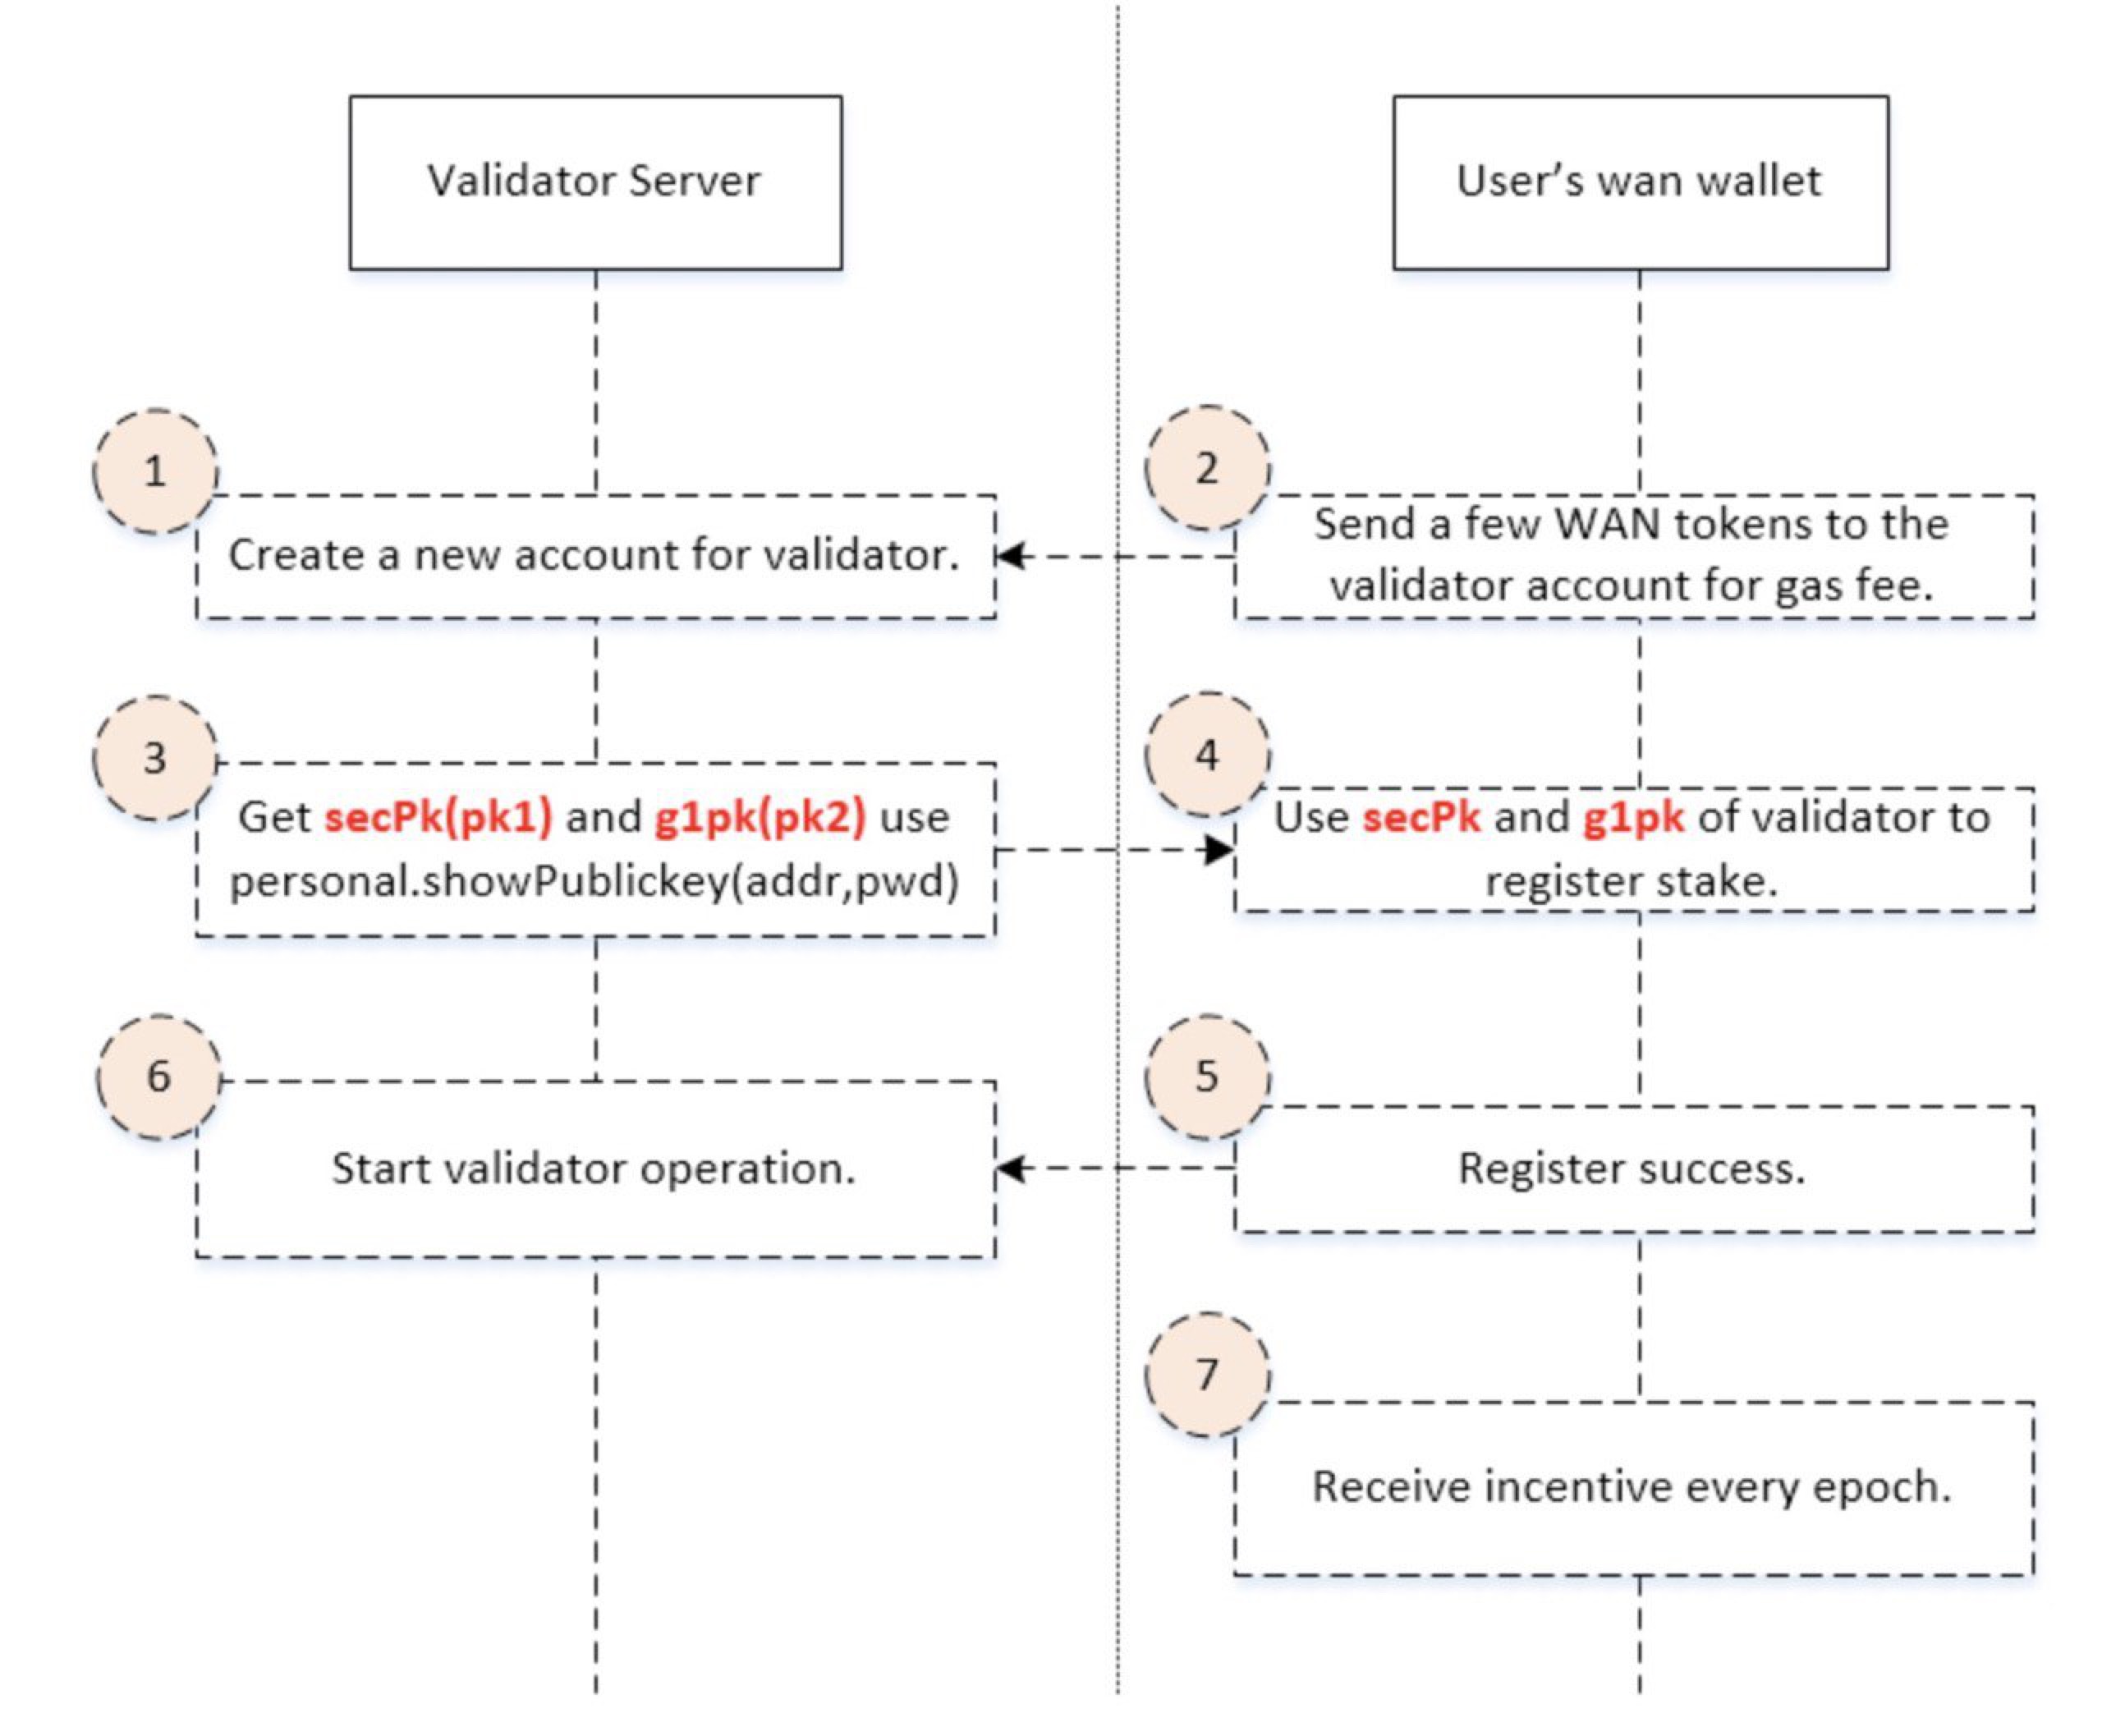 Validator Server
User's wan wallet
1
Create a new account for validator.
2
Send a few WAN tokens to the
validator account for gas fee.
3
Get secPk(pk1) and g1pk(pk2) use
personal.showPublickey(addr,pwd)
4
Use secPk and g1pk of validator to
register stake.
5
Register success.
6
Start validator operation.
7
Receive incentive every epoch.